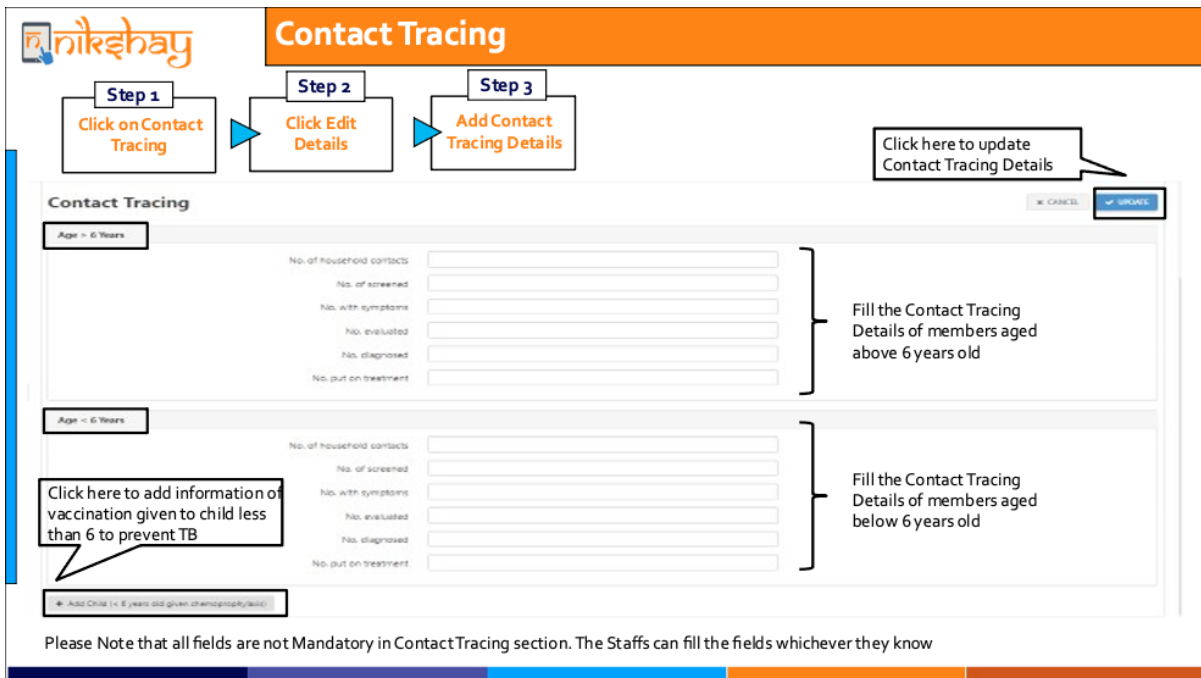 nikshay
Contact Tracing
Step 1
Click on Contact
Tracing
Step 2
Click Edit
Details
Step 3
Add Contact
Tracing Details
Click here to update
Contact Tracing Details
Contact Tracing
✖ CANCEL
✔ UPDATE
Age > 6 Years
No. of household contacts
No. of screened
No. with symptoms
No. evaluated
No. diagnosed
No. put on treatment
Fill the Contact Tracing
Details of members aged
above 6 years old
Age < 6 Years
No. of household contacts
No. of screened
No. with symptoms
No. evaluated
No. diagnosed
No. put on treatment
Fill the Contact Tracing
Details of members aged
below 6 years old
Click here to add information of
vaccination given to child less
than 6 to prevent TB
+ Add Child (< 6 years old given chemoprophylaxis)
Please Note that all fields are not Mandatory in Contact Tracing section. The Staffs can fill the fields whichever they know